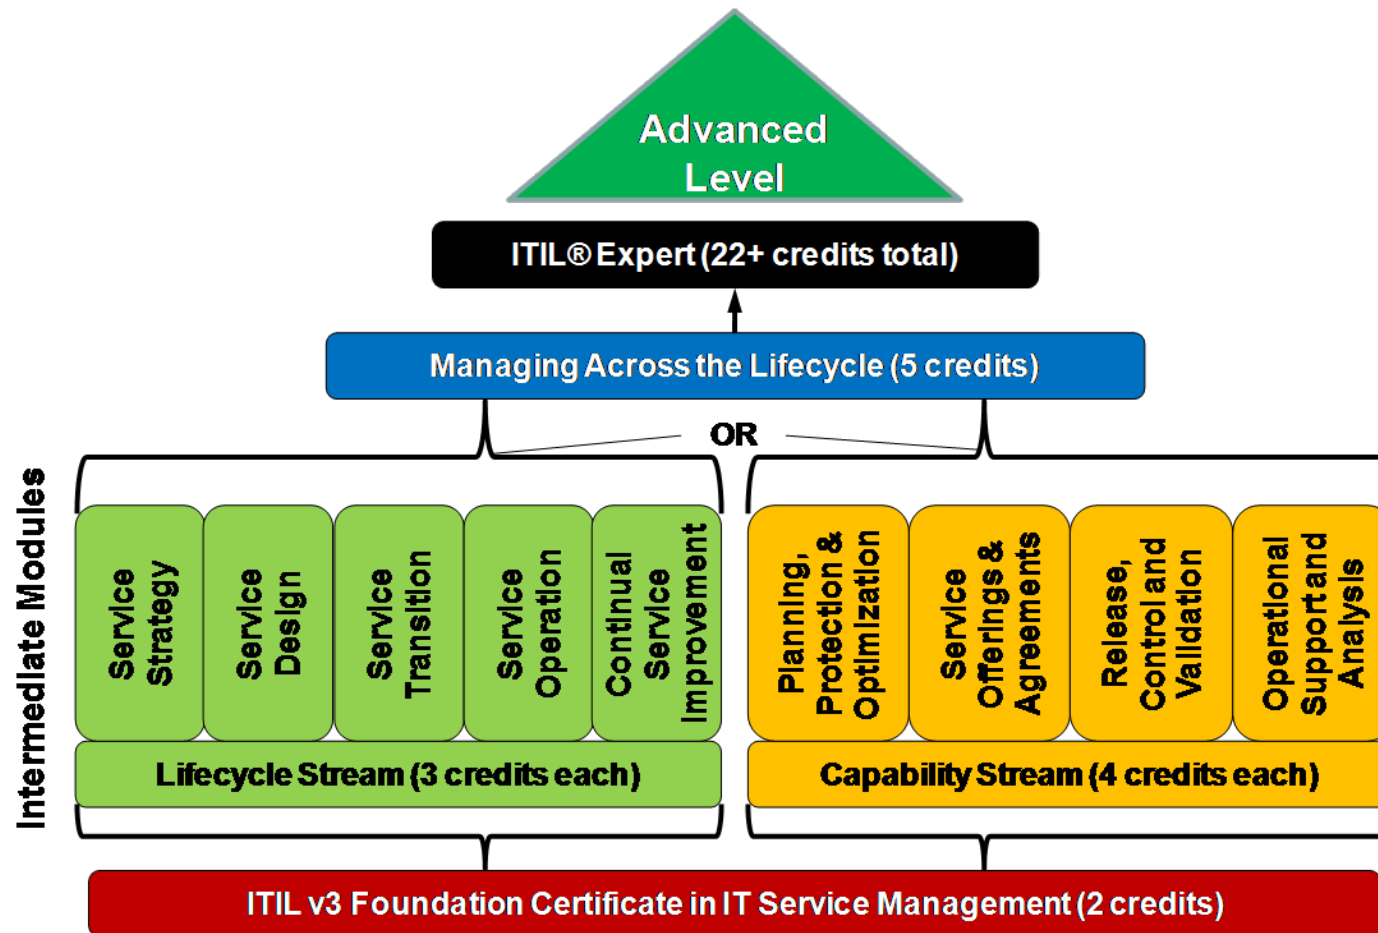 Advanced
Level
ITIL® Expert (22+ credits total)
Managing Across the Lifecycle (5 credits)
OR
Intermediate Modules
Service
Strategy
Service
Design
Service
Transition
Service
Operation
Continual
Service
Improvement
Planning,
Protection &
Optimization
Service
Offerings &
Agreements
Release,
Control and
Validation
Operational
Support and
Analysis
Lifecycle Stream (3 credits each)
Capability Stream (4 credits each)
ITIL v3 Foundation Certificate in IT Service Management (2 credits)